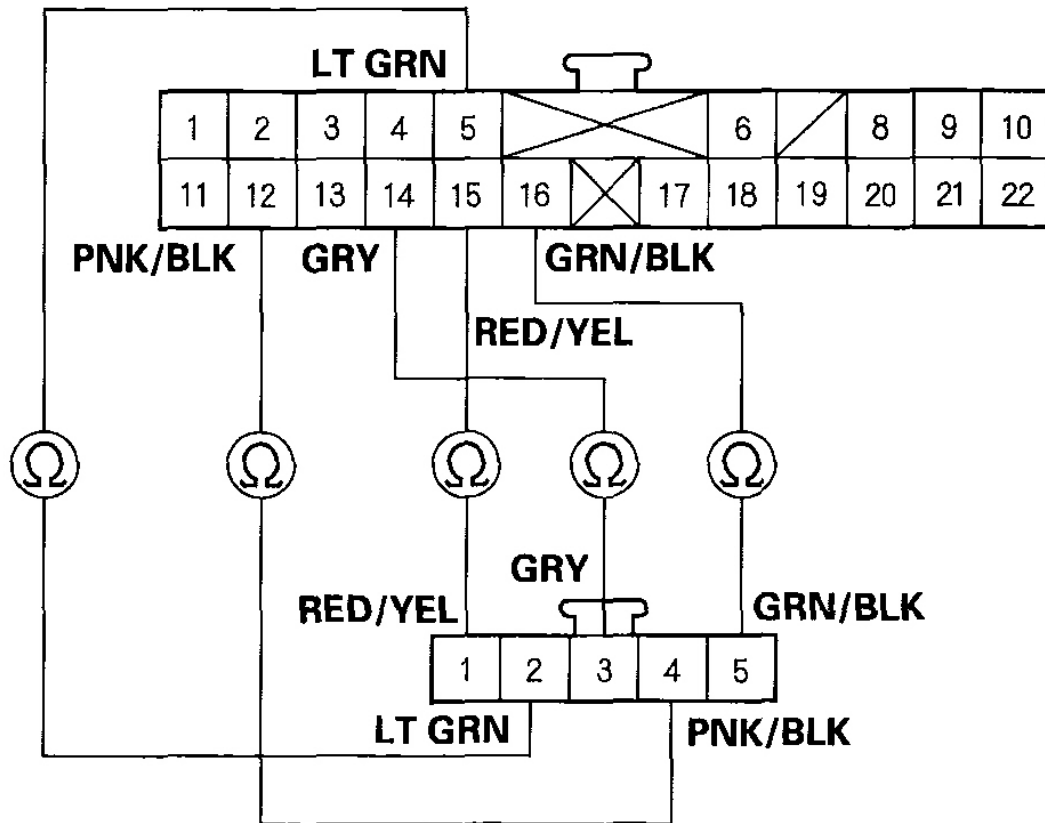 LT GRN
1 2 3 4 5 6 8 9 10
11 12 13 14 15 16 17 18 19 20 21 22
PNK/BLK GRY GRN/BLK
RED/YEL
Ω Ω Ω Ω Ω
GRY
RED/YEL GRN/BLK
1 2 3 4 5
LT GRN PNK/BLK